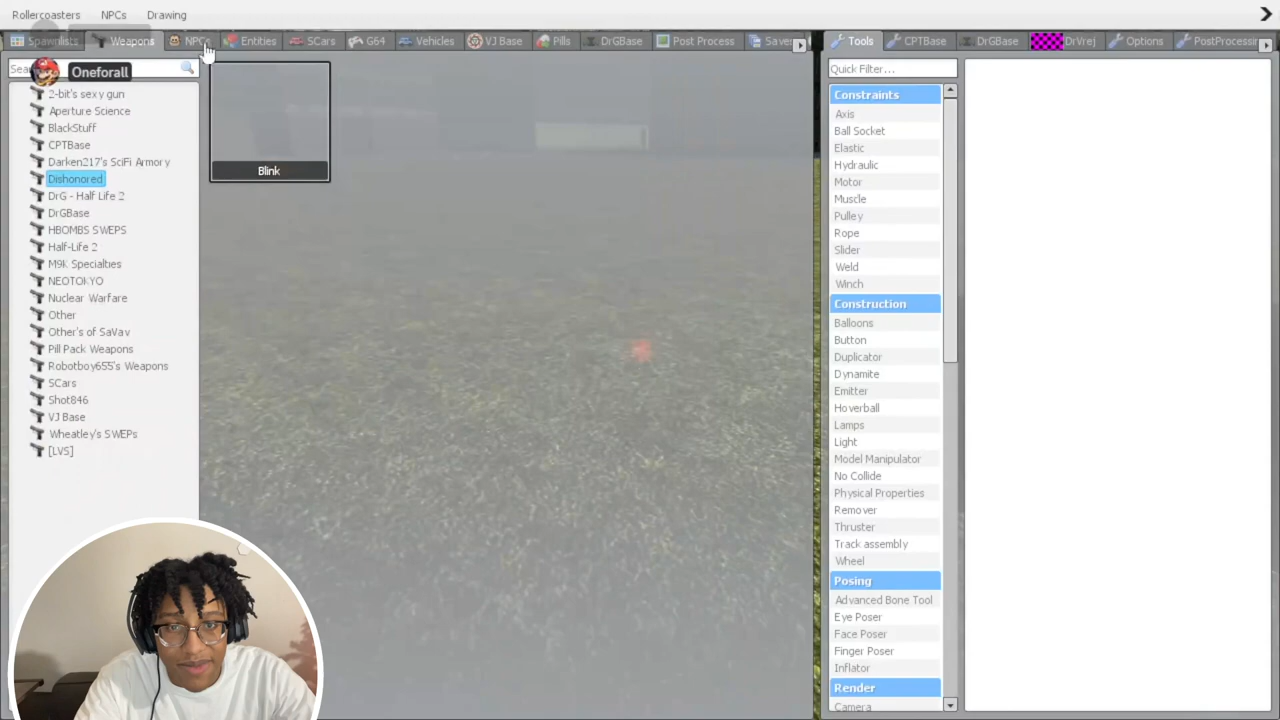 Rollercoasters NPCs Drawing
Spawnlists Weapons NPCs Entities SCars G64 Vehicles VJ Base Pills DrGBase Post Process Save
Tools CPTBase DrGBase DrVrej Options PostProcessin
Oneforall
2-bit's sexy gun
Aperture Science
BlackStuff
CPTBase
Darken217's SciFi Armory
Dishonored
DrG - Half Life 2
DrGBase
HBOMBS SWEPS
Half-Life 2
M9k Specialties
NEOTOKYO
Nuclear Warfare
Other
Other's of SaVav
Pill Pack Weapons
Robotboy655's Weapons
SCars
Shot846
VJ Base
Wheatley's SWEPs
[LVS]
Blink
Quick Filter...
Constraints
Axis
Ball Socket
Elastic
Hydraulic
Motor
Muscle
Pulley
Rope
Slider
Weld
Winch
Construction
Balloons
Button
Duplicator
Dynamite
Emitter
Hoverball
Lamps
Light
Model Manipulator
No Collide
Physical Properties
Remover
Thruster
Track assembly
Wheel
Posing
Advanced Bone Tool
Eye Poser
Face Poser
Finger Poser
Inflator
Render
Camera